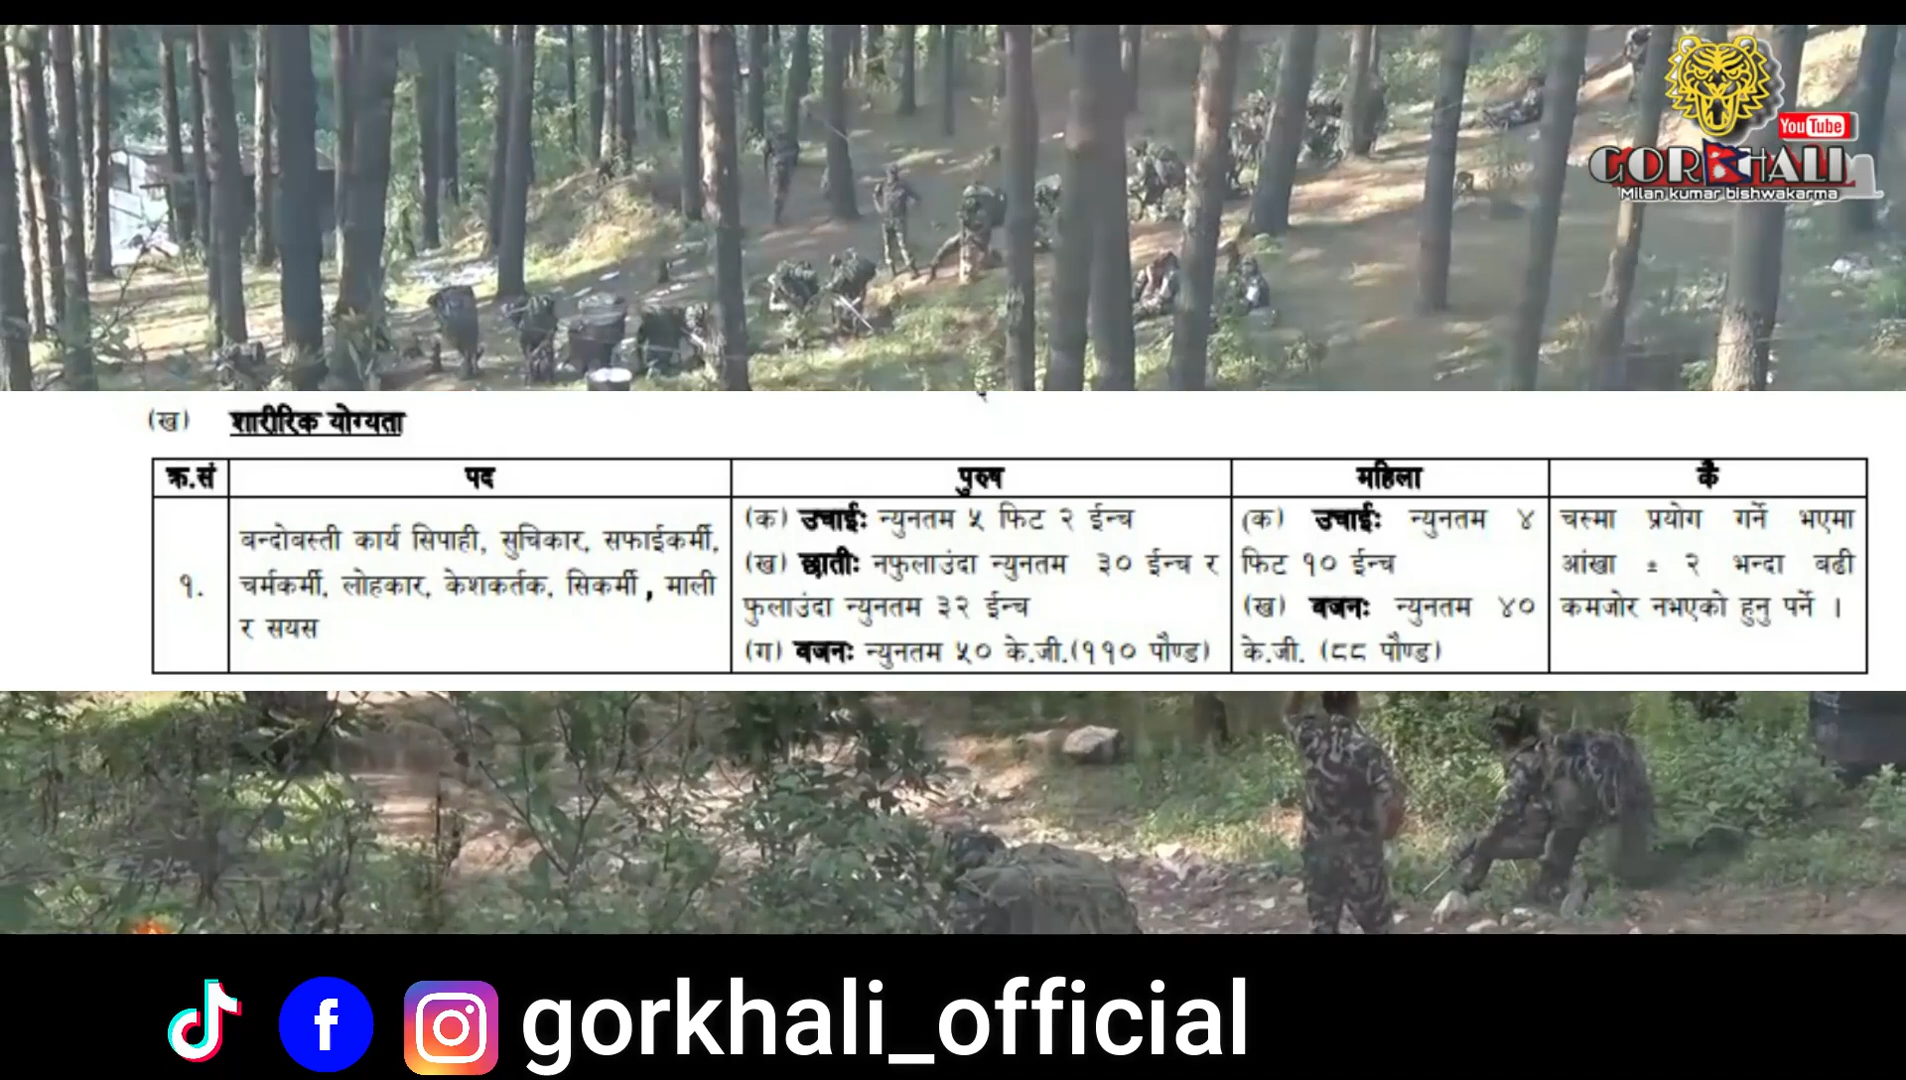 YouTube
GORKHALI
Milan kumar bishwakarma
(ख) शारीरिक योग्यता
क्र.सं पद पुरुष महिला कै
१. बन्दोबस्ती कार्य सिपाही, सुचिकार, सफाईकर्मी,
चर्मकर्मी, लोहकार, केशकर्तक, सिकर्मी, माली
र सयस
(क) उचाईः न्युनतम ५ फिट २ ईन्च
(ख) छातीः नफुलाउंदा न्युनतम ३० ईन्च र
फुलाउंदा न्युनतम ३२ ईन्च
(ग) वजनः न्युनतम ५० के.जी.(११० पौण्ड)
(क) उचाईः न्युनतम ४
फिट १० ईन्च
(ख) वजनः न्युनतम ४०
के.जी. (८८ पौण्ड)
चस्मा प्रयोग गर्ने भएमा
आंखा ± २ भन्दा बढी
कमजोर नभएको हुनु पर्ने ।
gorkhali_official